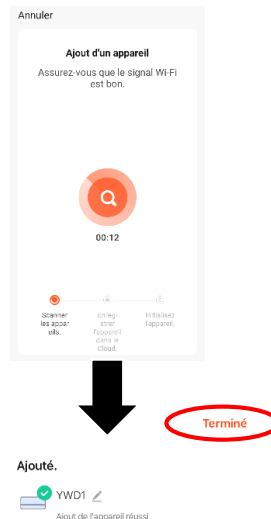 Annuler
Ajout d'un appareil
Assurez-vous que le signal Wi-Fi
est bon.
00:12
Scanner
les appar
eils.
Enreg-
strer
l'appareil
dans le
Cloud.
Initialisez
l'appareil.
Terminé
Ajouté.
YWD1
Ajout de l'appareil réussi